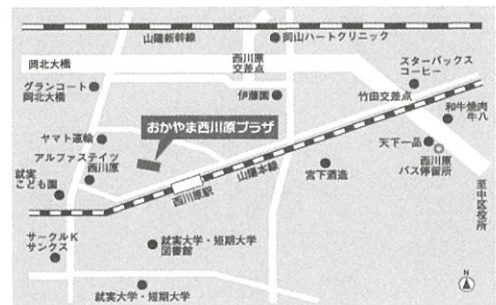 山陽新幹線
岡山ハートクリニック
岡北大橋
西川原
交差点
スターバックス
コーヒー
グランコート
岡北大橋
伊藤園
竹田交差点
和牛焼肉
牛八
おかやま西川原プラザ
ヤマト運輸
天下一品
アルファステイツ
西川原
山陽本線
宮下酒造
西川原
バス停留所
就実
こども園
西川原駅
至中区役所
サークルK
サンクス
就実大学・短期大学
図書館
就実大学・短期大学
N